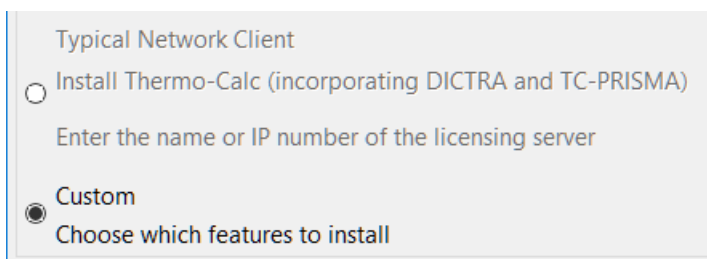 Typical Network Client
Install Thermo-Calc (incorporating DICTRA and TC-PRISMA)
Enter the name or IP number of the licensing server
Custom
Choose which features to install